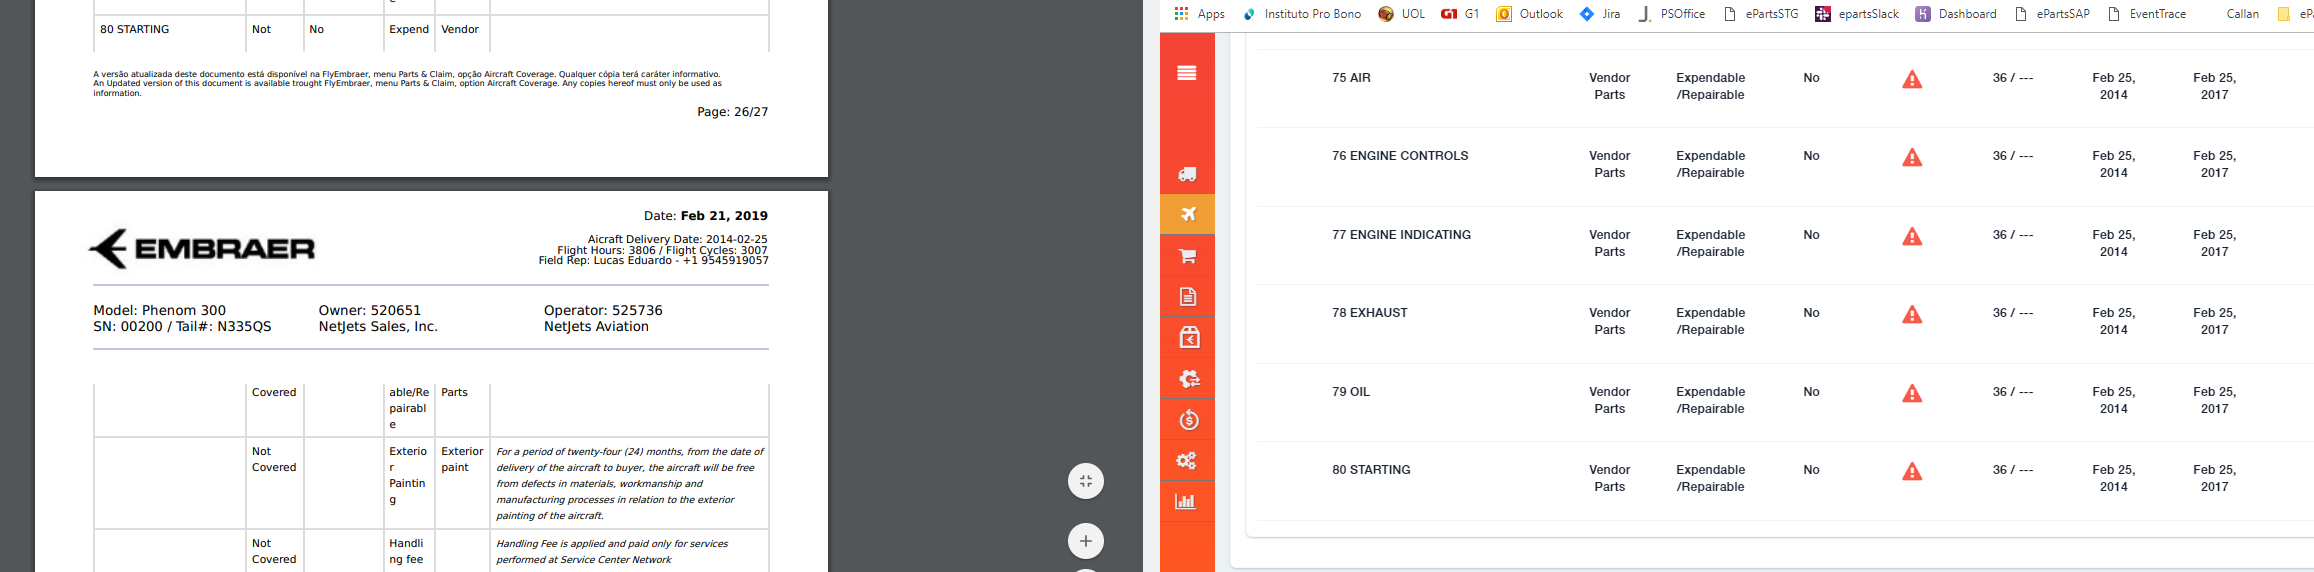 e
80 STARTING Not No Expend Vendor
A versão atualizada deste documento está disponível na FlyEmbraer, menu Parts & Claim, opção Aircraft Coverage. Qualquer cópia terá caráter informativo.
An Updated version of this document is available trought FlyEmbraer, menu Parts & Claim, option Aircraft Coverage. Any copies hereof must only be used as
information.
Page: 26/27
Date: Feb 21, 2019
EMBRAER
Aicraft Delivery Date: 2014-02-25
Flight Hours: 3806 / Flight Cycles: 3007
Field Rep: Lucas Eduardo - +1 9545919057
Model: Phenom 300 Owner: 520651 Operator: 525736
SN: 00200 / Tail#: N335QS NetJets Sales, Inc. NetJets Aviation
Covered able/Re Parts
pairabl
e
Not Exterio Exterior For a period of twenty-four (24) months, from the date of
Covered r paint delivery of the aircraft to buyer, the aircraft will be free
Paintin from defects in materials, workmanship and
g manufacturing processes in relation to the exterior
painting of the aircraft.
Not Handli Handling Fee is applied and paid only for services
Covered ng fee performed at Service Center Network
Apps Instituto Pro Bono UOL G1 G1 Outlook Jira PSOffice ePartsSTG epartsSlack Dashboard ePartsSAP EventTrace Callan
75 AIR Vendor Expendable No 36 / --- Feb 25, Feb 25,
Parts /Repairable 2014 2017
76 ENGINE CONTROLS Vendor Expendable No 36 / --- Feb 25, Feb 25,
Parts /Repairable 2014 2017
77 ENGINE INDICATING Vendor Expendable No 36 / --- Feb 25, Feb 25,
Parts /Repairable 2014 2017
78 EXHAUST Vendor Expendable No 36 / --- Feb 25, Feb 25,
Parts /Repairable 2014 2017
79 OIL Vendor Expendable No 36 / --- Feb 25, Feb 25,
Parts /Repairable 2014 2017
80 STARTING Vendor Expendable No 36 / --- Feb 25, Feb 25,
Parts /Repairable 2014 2017